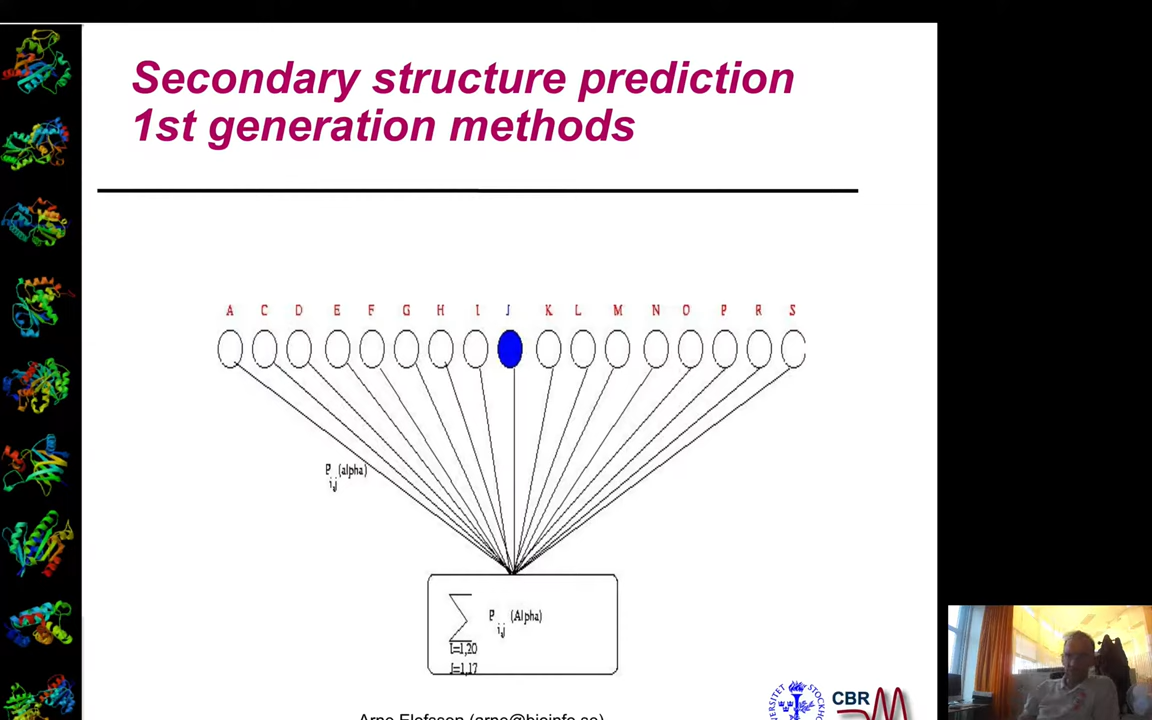 Secondary structure prediction
1st generation methods
A C D E F G H I J K L M N O P R S
P i,j (alpha)
∑ P i,j (Alpha)
i=1,20
j=1,17
Arne Elofsson (arne@bioinfo.se)
CBR